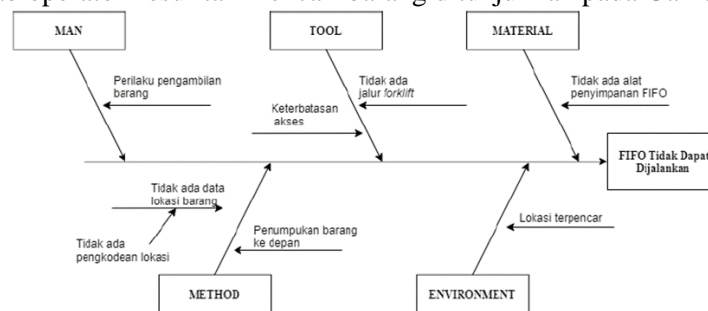 MAN
TOOL
MATERIAL
Perilaku pengambilan
barang
Tidak ada
jalur forklift
Keterbatasan
akses
Tidak ada alat
penyimpanan FIFO
FIFO Tidak Dapat
Dijalankan
Tidak ada data
lokasi barang
Tidak ada
pengkodean lokasi
Penumpukan barang
ke depan
Lokasi terpencar
METHOD
ENVIRONMENT